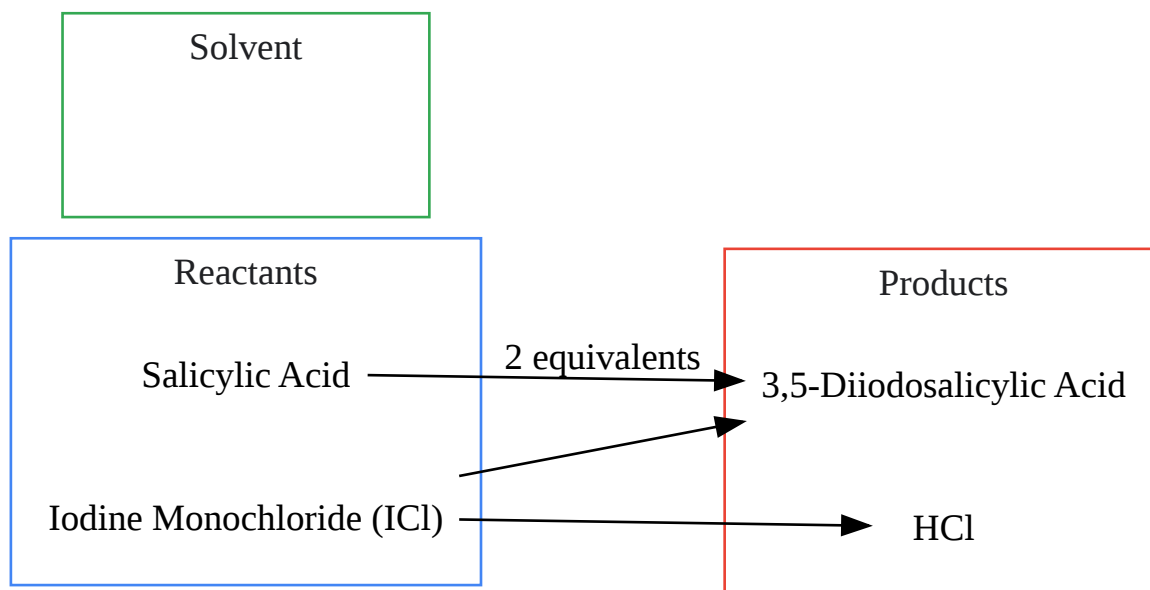 Solvent
Reactants
Products
2 equivalents
Salicylic Acid
3,5-Diiodosalicylic Acid
Iodine Monochloride (ICl)
HCl